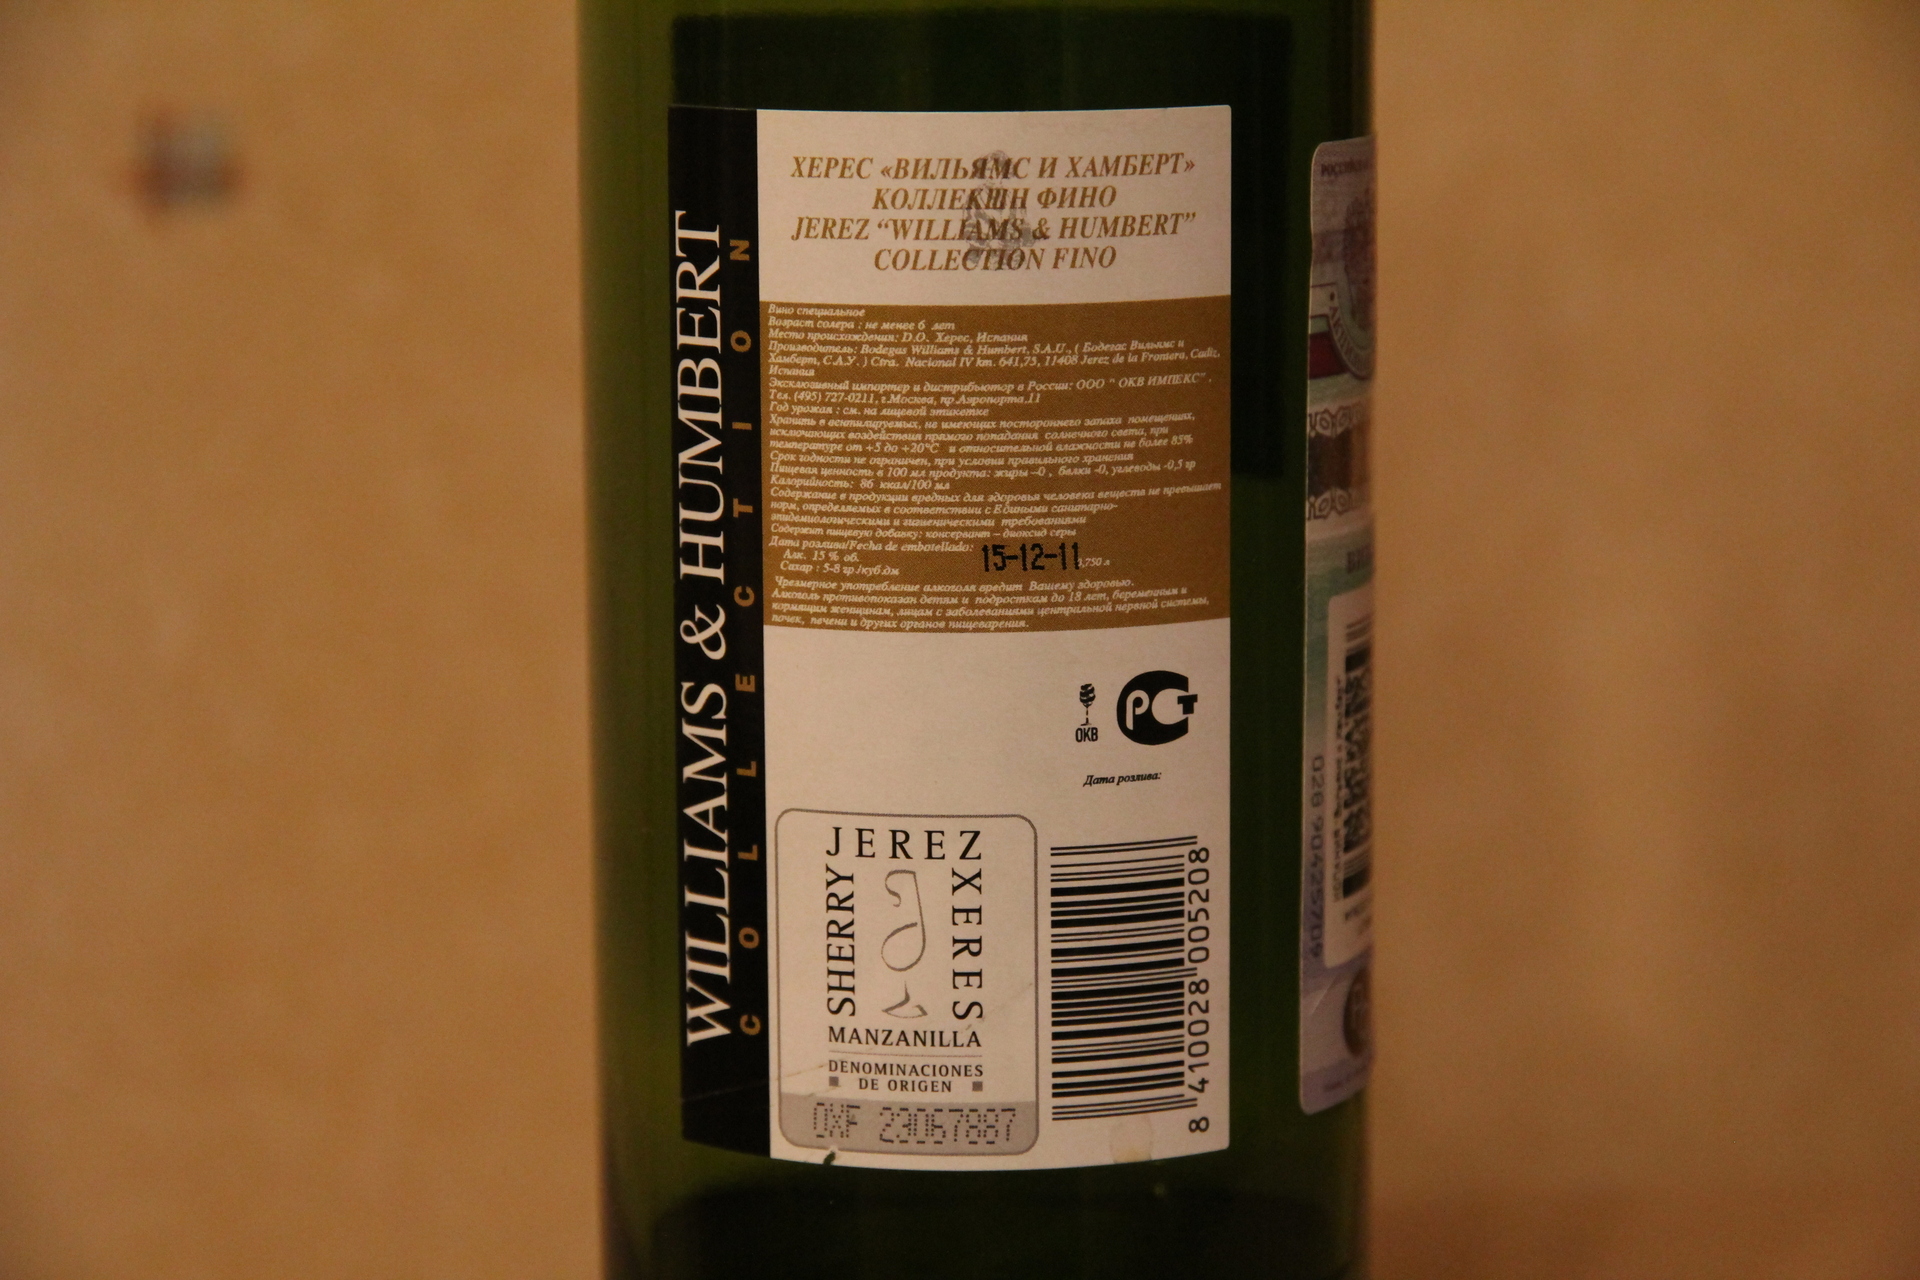 WILLIAMS & HUMBERT
COLLECTION
ХЕРЕС «ВИЛЬЯМС И ХАМБЕРТ»
КОЛЛЕКШН ФИНО
JEREZ “WILLIAMS & HUMBERT”
COLLECTION FINO
Вино специальное
Возраст солера : не менее 6 лет
Место происхождения: D.O. Херес, Испания
Производитель: Bodegas Williams & Humbert, S.A.U., ( Бодегас Вильямс и
Хамберт, С.А.У. ) Ctra. Nacional IV km. 641,75, 11408 Jerez de la Frontera, Cadiz,
Испания
Эксклюзивный импортер и дистрибьютор в России: ООО " ОКВ ИМПЕКС" .
Тел. (495) 727-0211, г.Москва, пр.Аэропорта,11
Год урожая : см. на лицевой этикетке
Хранить в вентилируемых, не имеющих постороннего запаха помещениях,
исключающих воздействия прямого попадания солнечного света, при
температуре от +5 до +20°C и относительной влажности не более 85%
Срок годности не ограничен, при условии правильного хранения
Пищевая ценность в 100 мл продукта: жиры –0 , белки -0, углеводы -0,5 гр
Калорийность: 86 ккал/100 мл
Содержание в продукции вредных для здоровья человека веществ не превышает
норм, определяемых в соответствии с Едиными санитарно-
эпидемиологическими и гигиеническими требованиями
Содержит пищевую добавку: консервант – диоксид серы
Дата розлива/Fecha de embotellado: 15-12-11
Алк. 15 % об. 0,750 л
Сахар : 5-8 гр./куб.дм
Чрезмерное употребление алкоголя вредит Вашему здоровью.
Алкоголь противопоказан детям и подросткам до 18 лет, беременным и
кормящим женщинам, лицам с заболеваниями центральной нервной системы,
почек, печени и других органов пищеварения.
ОКВ
РСТ
Дата розлива:
JEREZ
SHERRY
XERES
MANZANILLA
DENOMINACIONES
DE ORIGEN
QXF 23067887
8 410028 005208
028 90425709